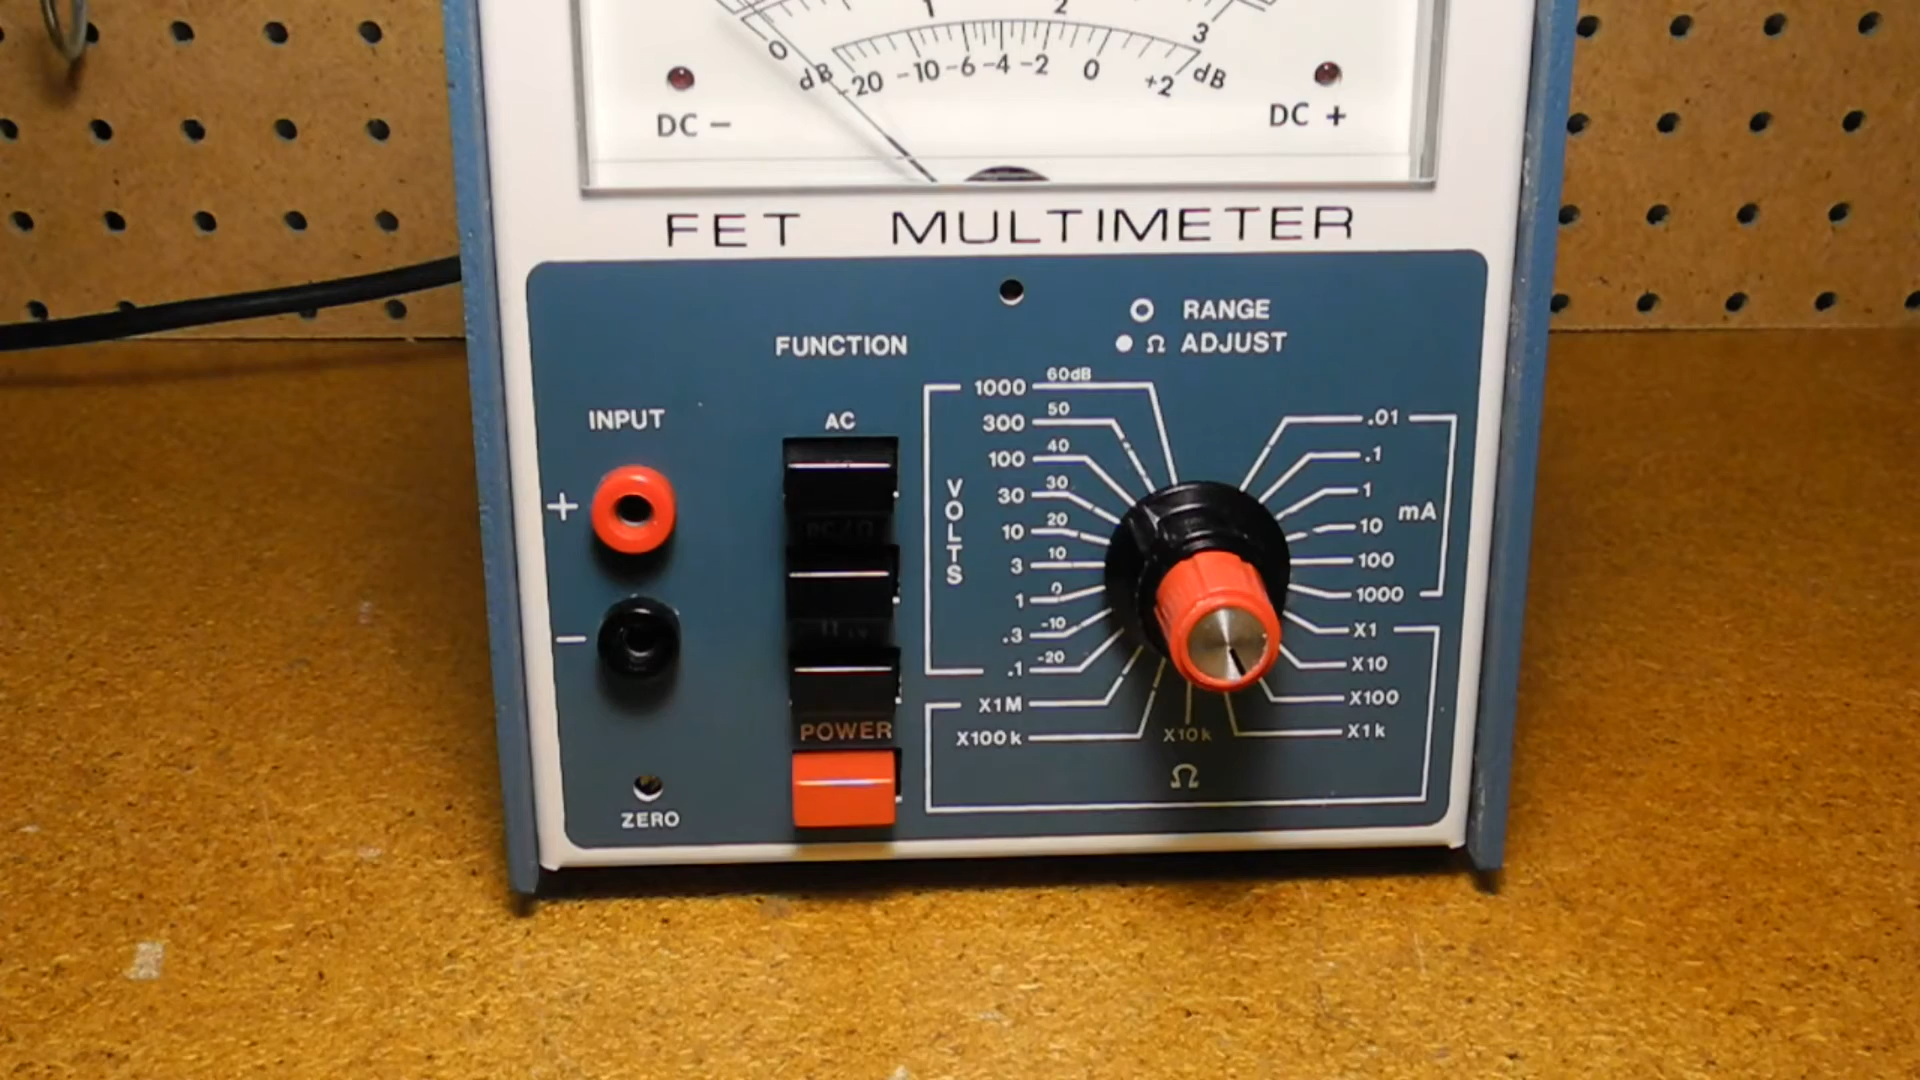 1 2
0 3
dB -20 -10 -6 -4 -2 0 +2 dB
DC − DC +
FET MULTIMETER
RANGE
Ω ADJUST
FUNCTION
INPUT
AC
+
−
POWER
ZERO
VOLTS
1000 60dB
300 50
100 40
30 30
10 20
3 10
1 0
.3 -10
.1 -20
X1M
X100k
X10k
Ω
.01
.1
1
10 mA
100
1000
X1
X10
X100
X1k